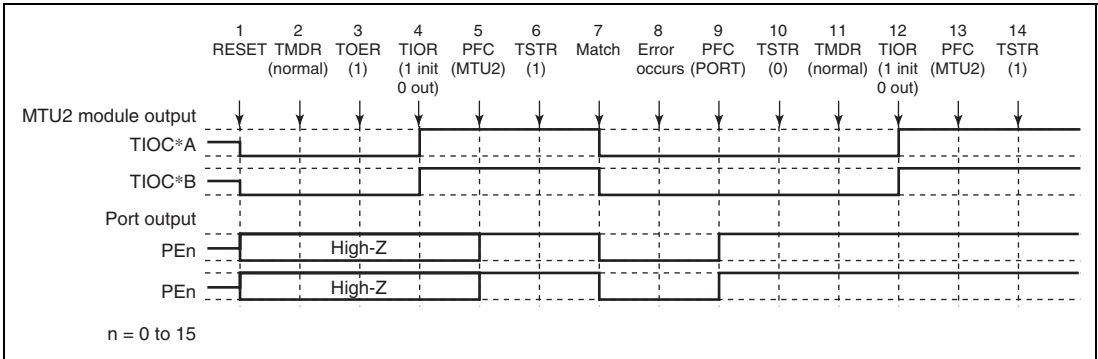 1 2 3 4 5 6 7 8 9 10 11 12 13 14
RESET TMDR TOER TIOR PFC TSTR Match Error PFC TSTR TMDR TIOR PFC TSTR
(normal) (1) (1 init (MTU2) (1) occurs (PORT) (0) (normal) (1 init (MTU2) (1)
0 out) 0 out)
MTU2 module output
TIOC*A
TIOC*B
Port output
PEn High-Z
PEn High-Z
n = 0 to 15